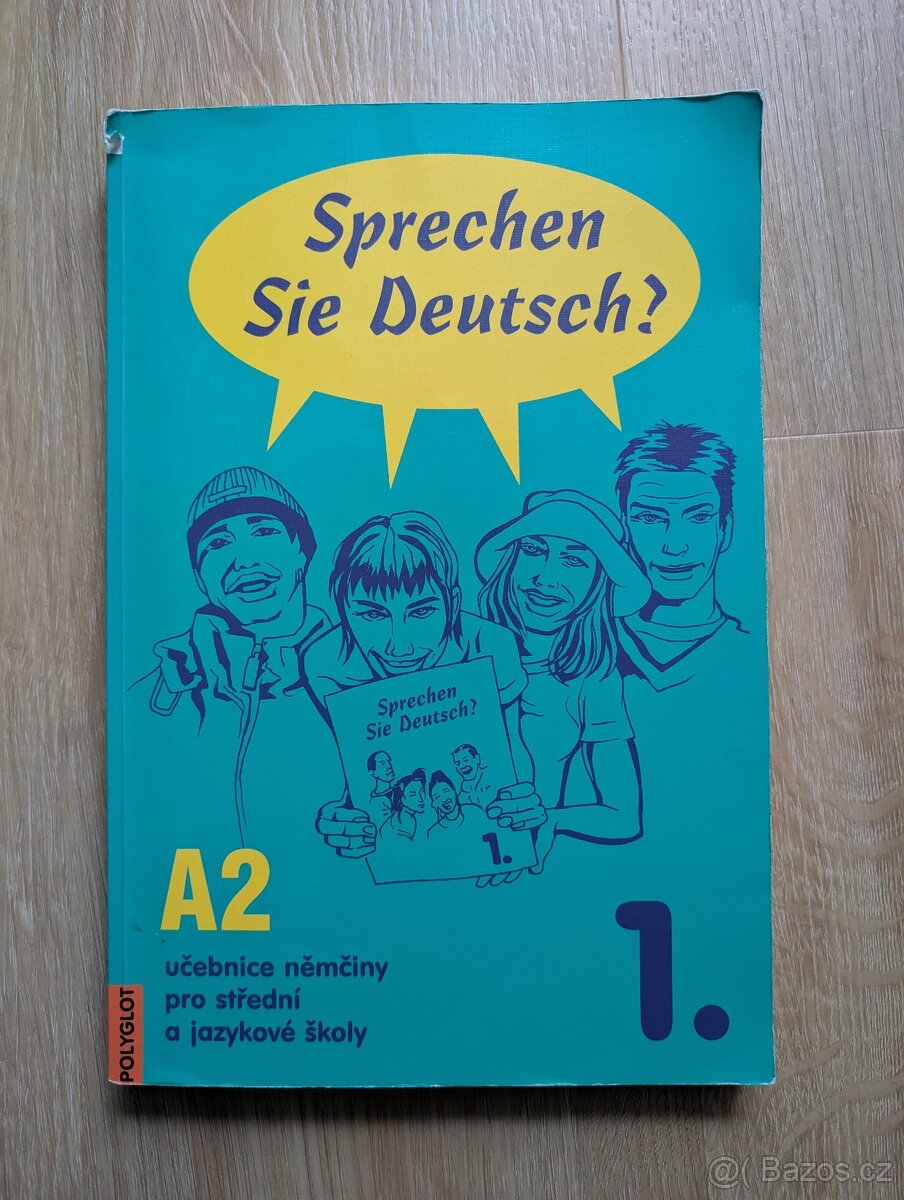 Sprechen
Sie Deutsch?
Sprechen
Sie Deutsch?
1.
A2
učebnice němčiny
pro střední
a jazykové školy
1.
POLYGLOT
@( Bazos.cz